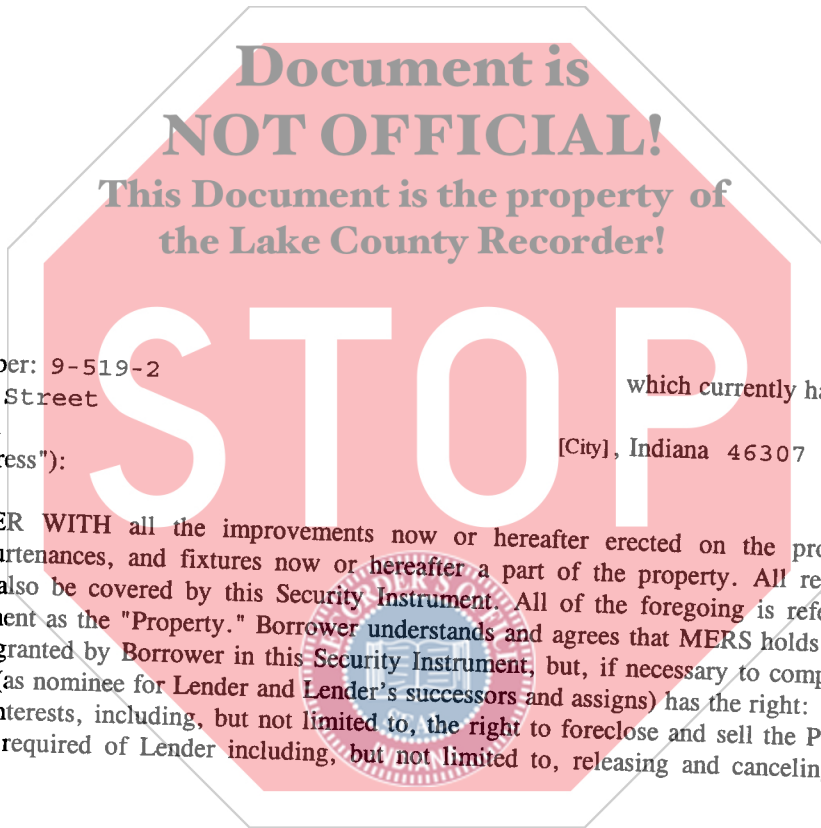 Document is
NOT OFFICIAL!
This Document is the property of
the Lake County Recorder!
STOP
ber: 9-519-2
which currently ha
Street
[City], Indiana 46307
ress"):
ER WITH all the improvements now or hereafter erected on the pro
urtenances, and fixtures now or hereafter a part of the property. All re
also be covered by this Security Instrument. All of the foregoing is refe
ment as the "Property." Borrower understands and agrees that MERS holds
granted by Borrower in this Security Instrument, but, if necessary to comp
(as nominee for Lender and Lender's successors and assigns) has the right:
nterests, including, but not limited to, the right to foreclose and sell the P
required of Lender including, but not limited to, releasing and cancelin
SEAL
INDIANA